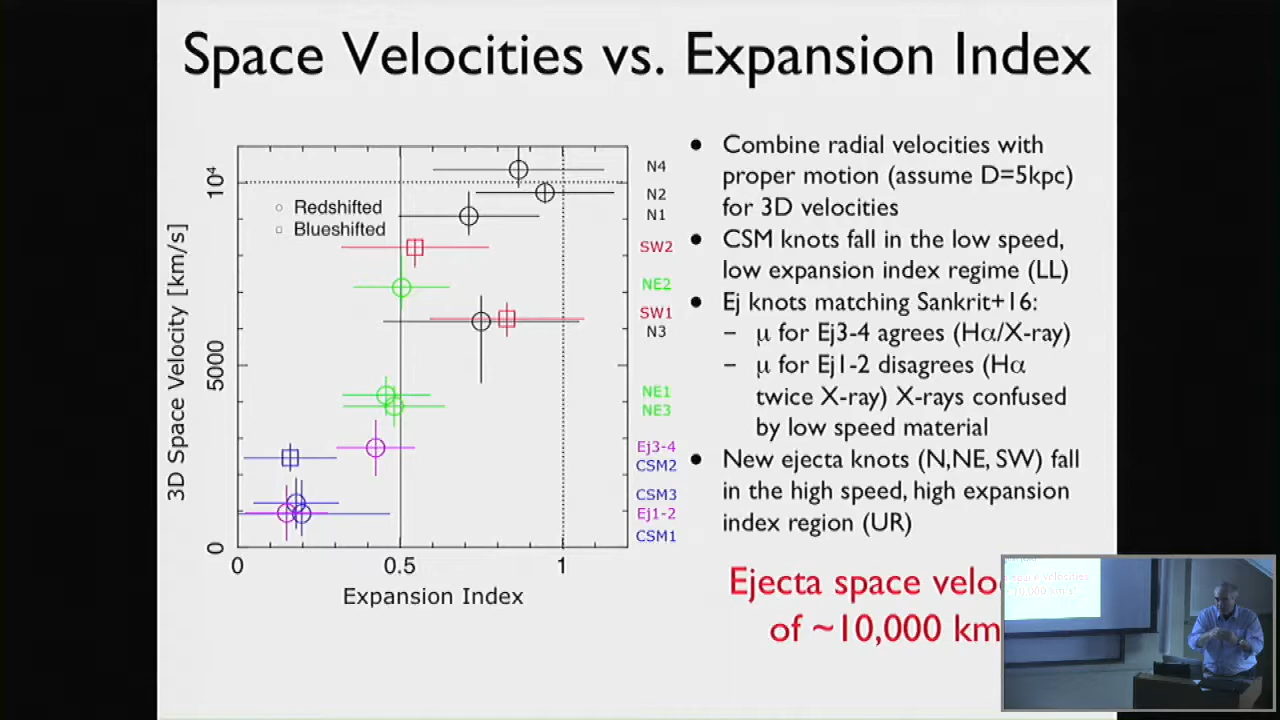 Space Velocities vs. Expansion Index
3D Space Velocity [km/s]
10⁴
5000
0
Redshifted
Blueshifted
N4
N2
N1
SW2
NE2
SW1
N3
NE1
NE3
Ej3-4
CSM2
CSM3
Ej1-2
CSM1
0
0.5
1
Expansion Index
• Combine radial velocities with
proper motion (assume D=5kpc)
for 3D velocities
• CSM knots fall in the low speed,
low expansion index regime (LL)
• Ej knots matching Sankrit+16:
– μ for Ej3-4 agrees (Hα/X-ray)
– μ for Ej1-2 disagrees (Hα
twice X-ray) X-rays confused
by low speed material
• New ejecta knots (N,NE, SW) fall
in the high speed, high expansion
index region (UR)
Ejecta space velo
of ~10,000 km
space velocities
10,000 km/s